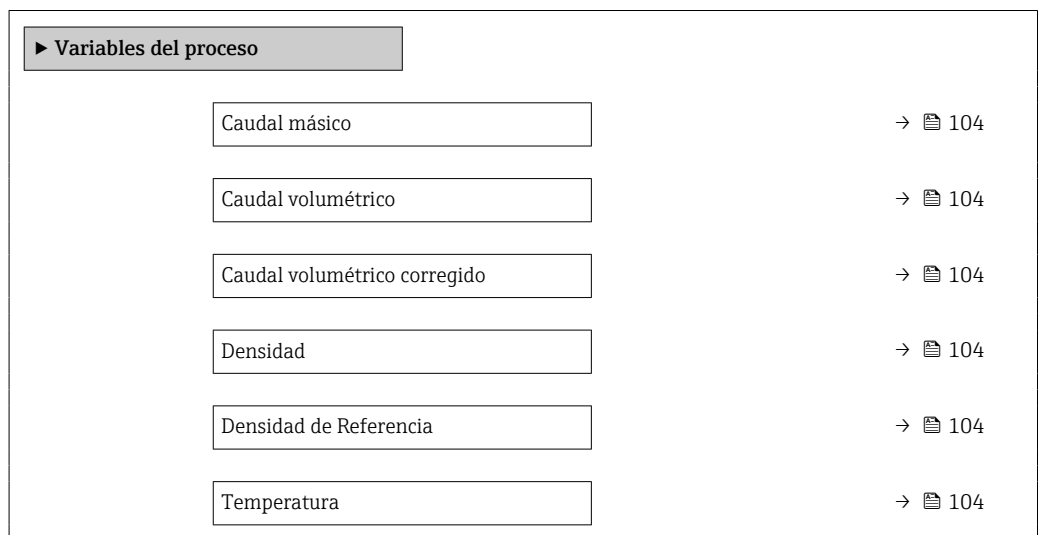 ▶ Variables del proceso
Caudal másico → 104
Caudal volumétrico → 104
Caudal volumétrico corregido → 104
Densidad → 104
Densidad de Referencia → 104
Temperatura → 104